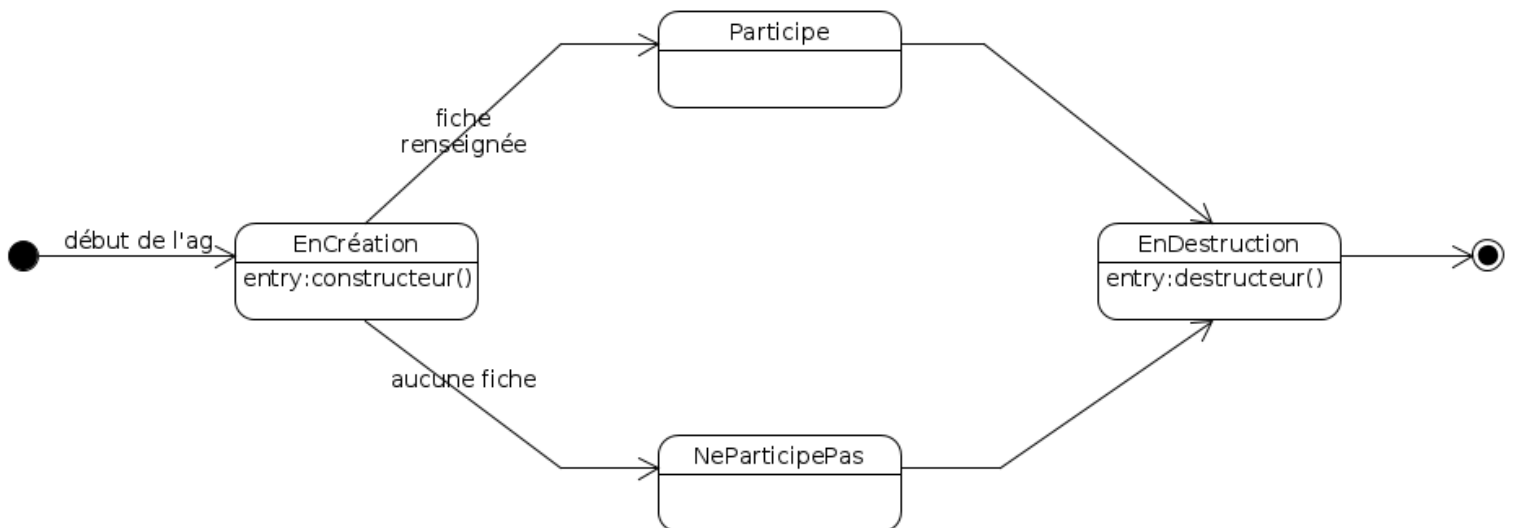 Participe
fiche
renseignée
début de l'ag
EnCréation
entry:constructeur()
EnDestruction
entry:destructeur()
aucune fiche
NeParticipePas